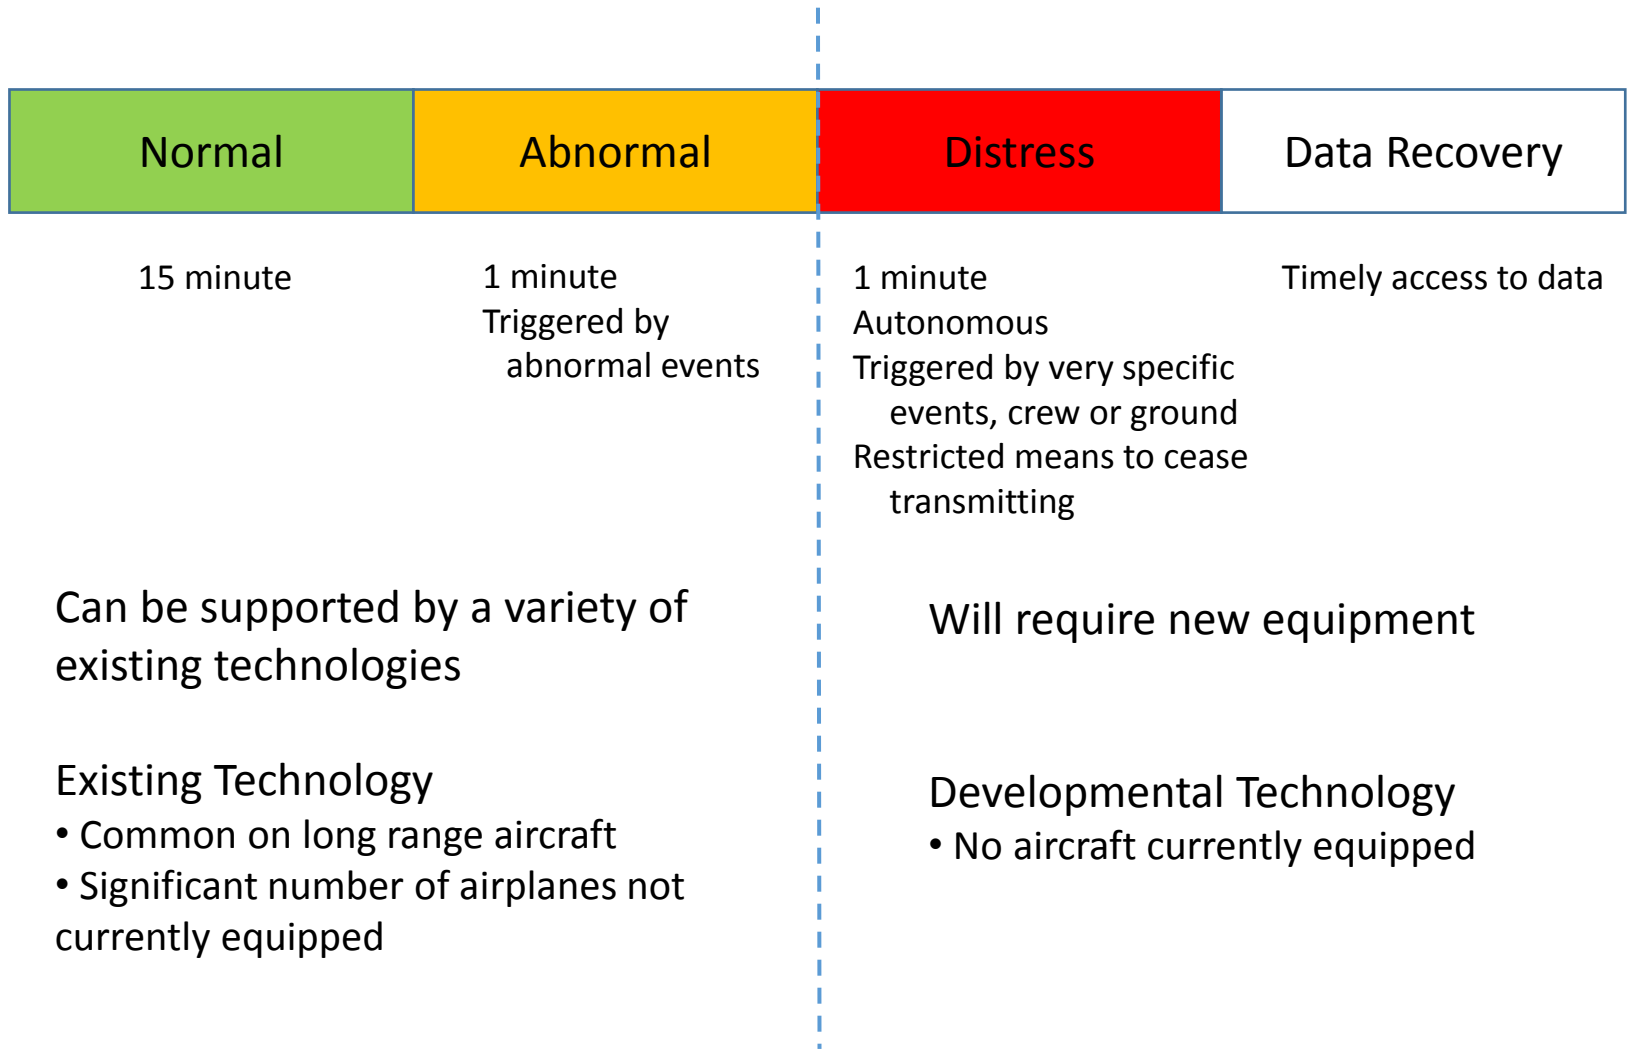 Normal
Abnormal
Distress
Data Recovery
15 minute
1 minute
Triggered by
abnormal events
1 minute
Autonomous
Triggered by very specific
events, crew or ground
Restricted means to cease
transmitting
Timely access to data
Can be supported by a variety of
existing technologies
Existing Technology
• Common on long range aircraft
• Significant number of airplanes not
currently equipped
Will require new equipment
Developmental Technology
• No aircraft currently equipped